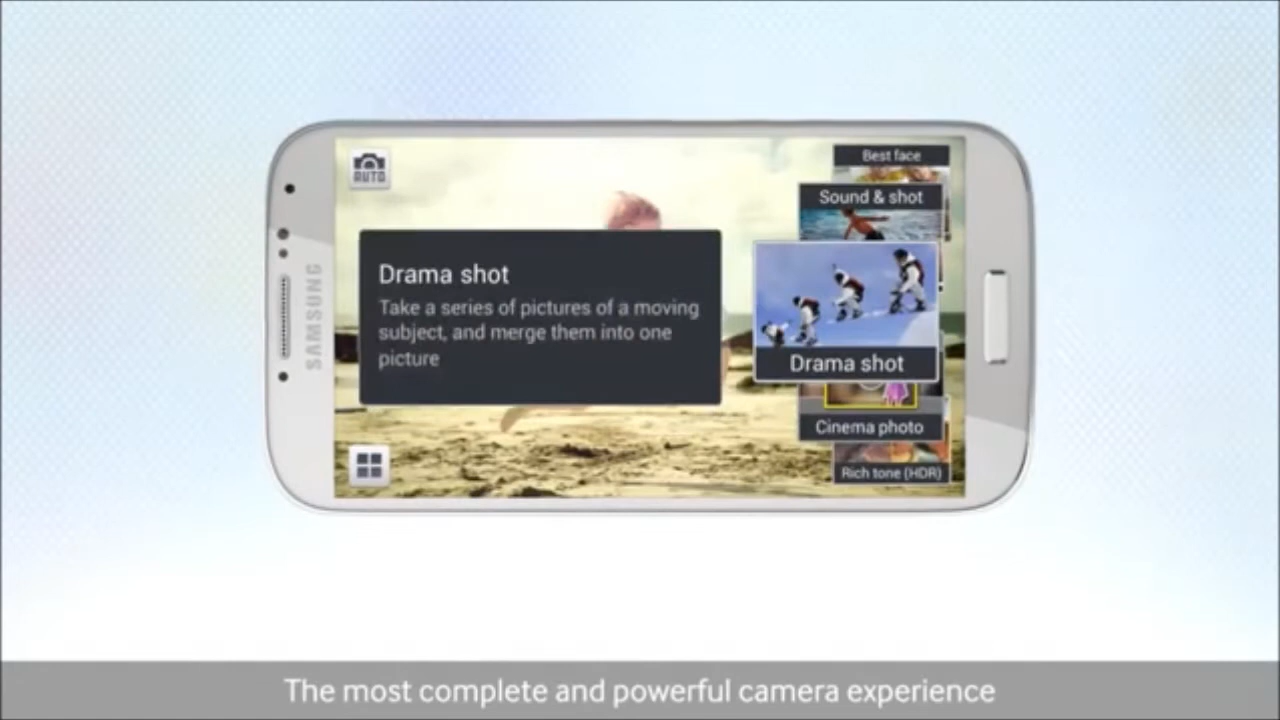 AUTO
SAMSUNG
Drama shot
Take a series of pictures of a moving
subject, and merge them into one
picture
Best face
Sound & shot
Drama shot
Cinema photo
Rich tone (HDR)
The most complete and powerful camera experience